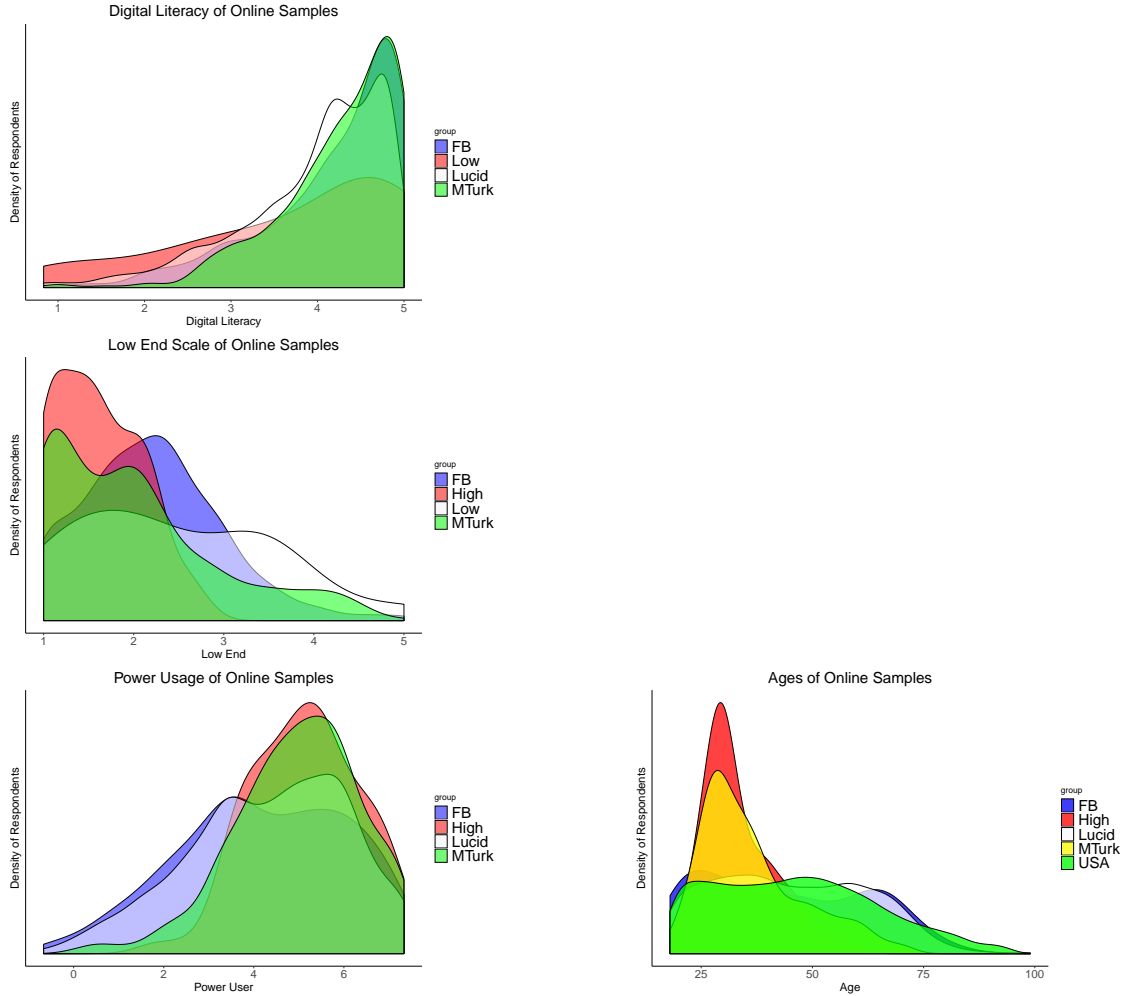 Digital Literacy of Online Samples
Density of Respondents
group
FB
Low
Lucid
MTurk
1 2 3 4 5
Digital Literacy
Low End Scale of Online Samples
Density of Respondents
group
FB
High
Low
MTurk
1 2 3 4 5
Low End
Power Usage of Online Samples
Density of Respondents
group
FB
High
Lucid
MTurk
0 2 4 6
Power User
Ages of Online Samples
Density of Respondents
group
FB
High
Lucid
MTurk
USA
25 50 75 100
Age